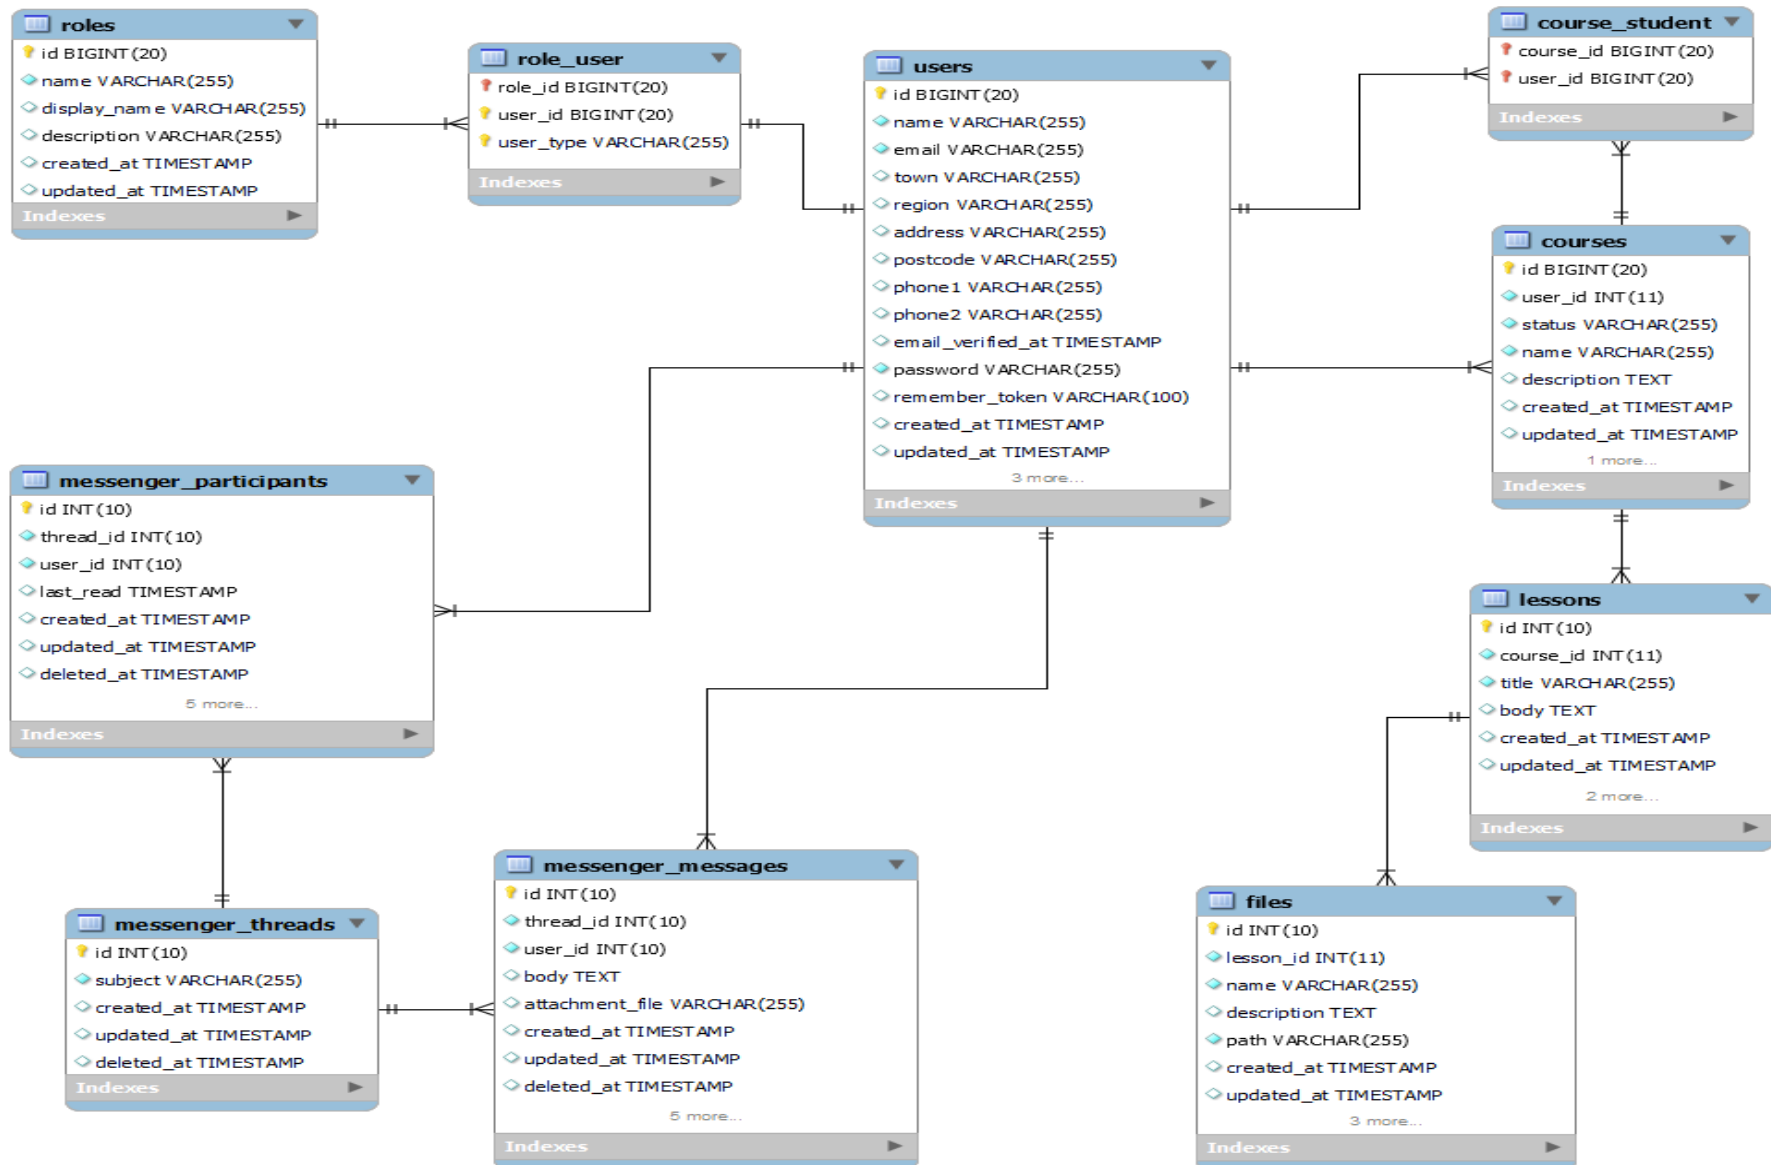 roles
id BIGINT(20)
name VARCHAR(255)
display_name VARCHAR(255)
description VARCHAR(255)
created_at TIMESTAMP
updated_at TIMESTAMP
Indexes
role_user
role_id BIGINT(20)
user_id BIGINT(20)
user_type VARCHAR(255)
Indexes
users
id BIGINT(20)
name VARCHAR(255)
email VARCHAR(255)
town VARCHAR(255)
region VARCHAR(255)
address VARCHAR(255)
postcode VARCHAR(255)
phone1 VARCHAR(255)
phone2 VARCHAR(255)
email_verified_at TIMESTAMP
password VARCHAR(255)
remember_token VARCHAR(100)
created_at TIMESTAMP
updated_at TIMESTAMP
3 more...
Indexes
course_student
course_id BIGINT(20)
user_id BIGINT(20)
Indexes
courses
id BIGINT(20)
user_id INT(11)
status VARCHAR(255)
name VARCHAR(255)
description TEXT
created_at TIMESTAMP
updated_at TIMESTAMP
1 more...
Indexes
messenger_participants
id INT(10)
thread_id INT(10)
user_id INT(10)
last_read TIMESTAMP
created_at TIMESTAMP
updated_at TIMESTAMP
deleted_at TIMESTAMP
5 more...
Indexes
lessons
id INT(10)
course_id INT(11)
title VARCHAR(255)
body TEXT
created_at TIMESTAMP
updated_at TIMESTAMP
2 more...
Indexes
messenger_threads
id INT(10)
subject VARCHAR(255)
created_at TIMESTAMP
updated_at TIMESTAMP
deleted_at TIMESTAMP
Indexes
messenger_messages
id INT(10)
thread_id INT(10)
user_id INT(10)
body TEXT
attachment_file VARCHAR(255)
created_at TIMESTAMP
updated_at TIMESTAMP
deleted_at TIMESTAMP
5 more...
Indexes
files
id INT(10)
lesson_id INT(11)
name VARCHAR(255)
description TEXT
path VARCHAR(255)
created_at TIMESTAMP
updated_at TIMESTAMP
3 more...
Indexes